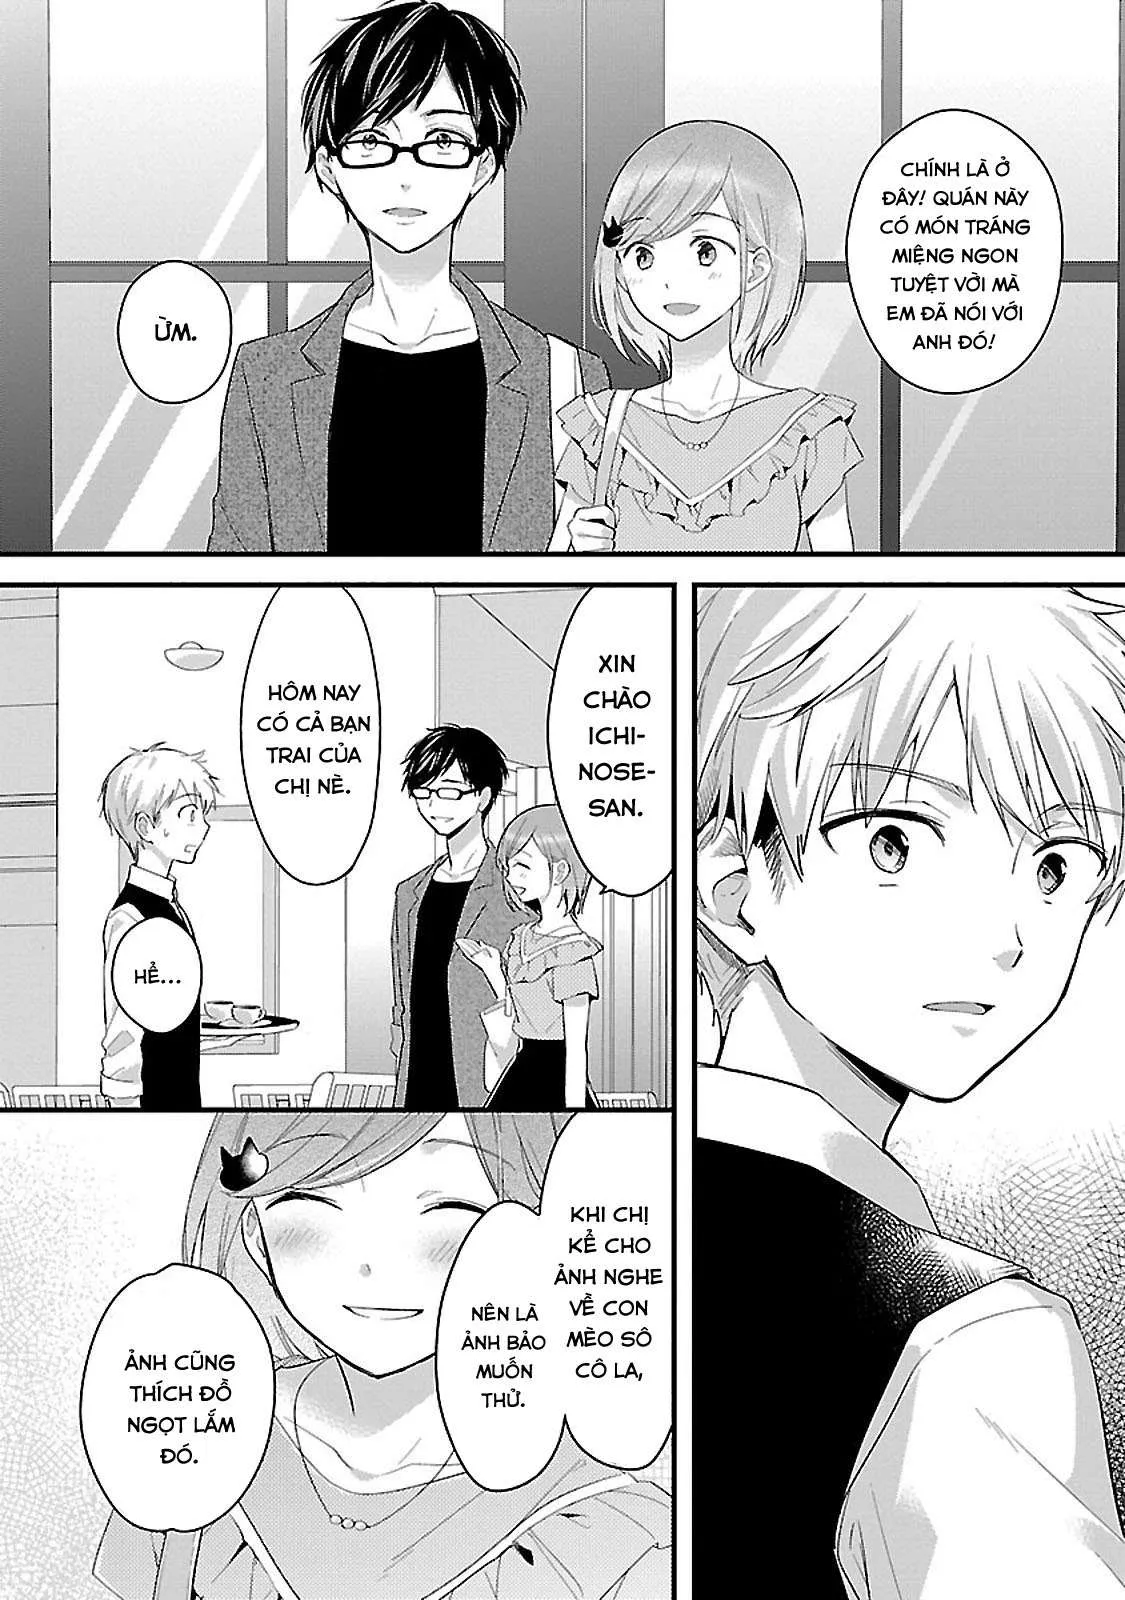 CHÍNH LÀ Ở
ĐÂY! QUÁN NÀY
CÓ MÓN TRÁNG
MIỆNG NGON
TUYỆT VỜI MÀ
EM ĐÃ NÓI VỚI
ANH ĐÓ!
ỪM.
XIN
CHÀO
ICHI-
NOSE-
SAN.
HÔM NAY
CÓ CẢ BẠN
TRAI CỦA
CHỊ NÈ.
HỂ...
KHI CHỊ
KỂ CHO
ẢNH NGHE
VỀ CON
MÈO SÔ
CÔ LA,
NÊN LÀ
ẢNH BẢO
MUỐN
THỬ.
ẢNH CŨNG
THÍCH ĐỒ
NGỌT LẮM
ĐÓ.